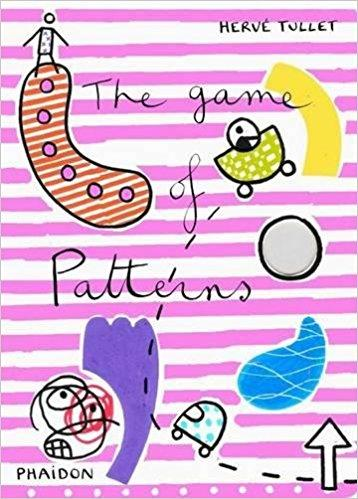 HERVÉ TULLET
The game
of
Patterns
PHAIDON